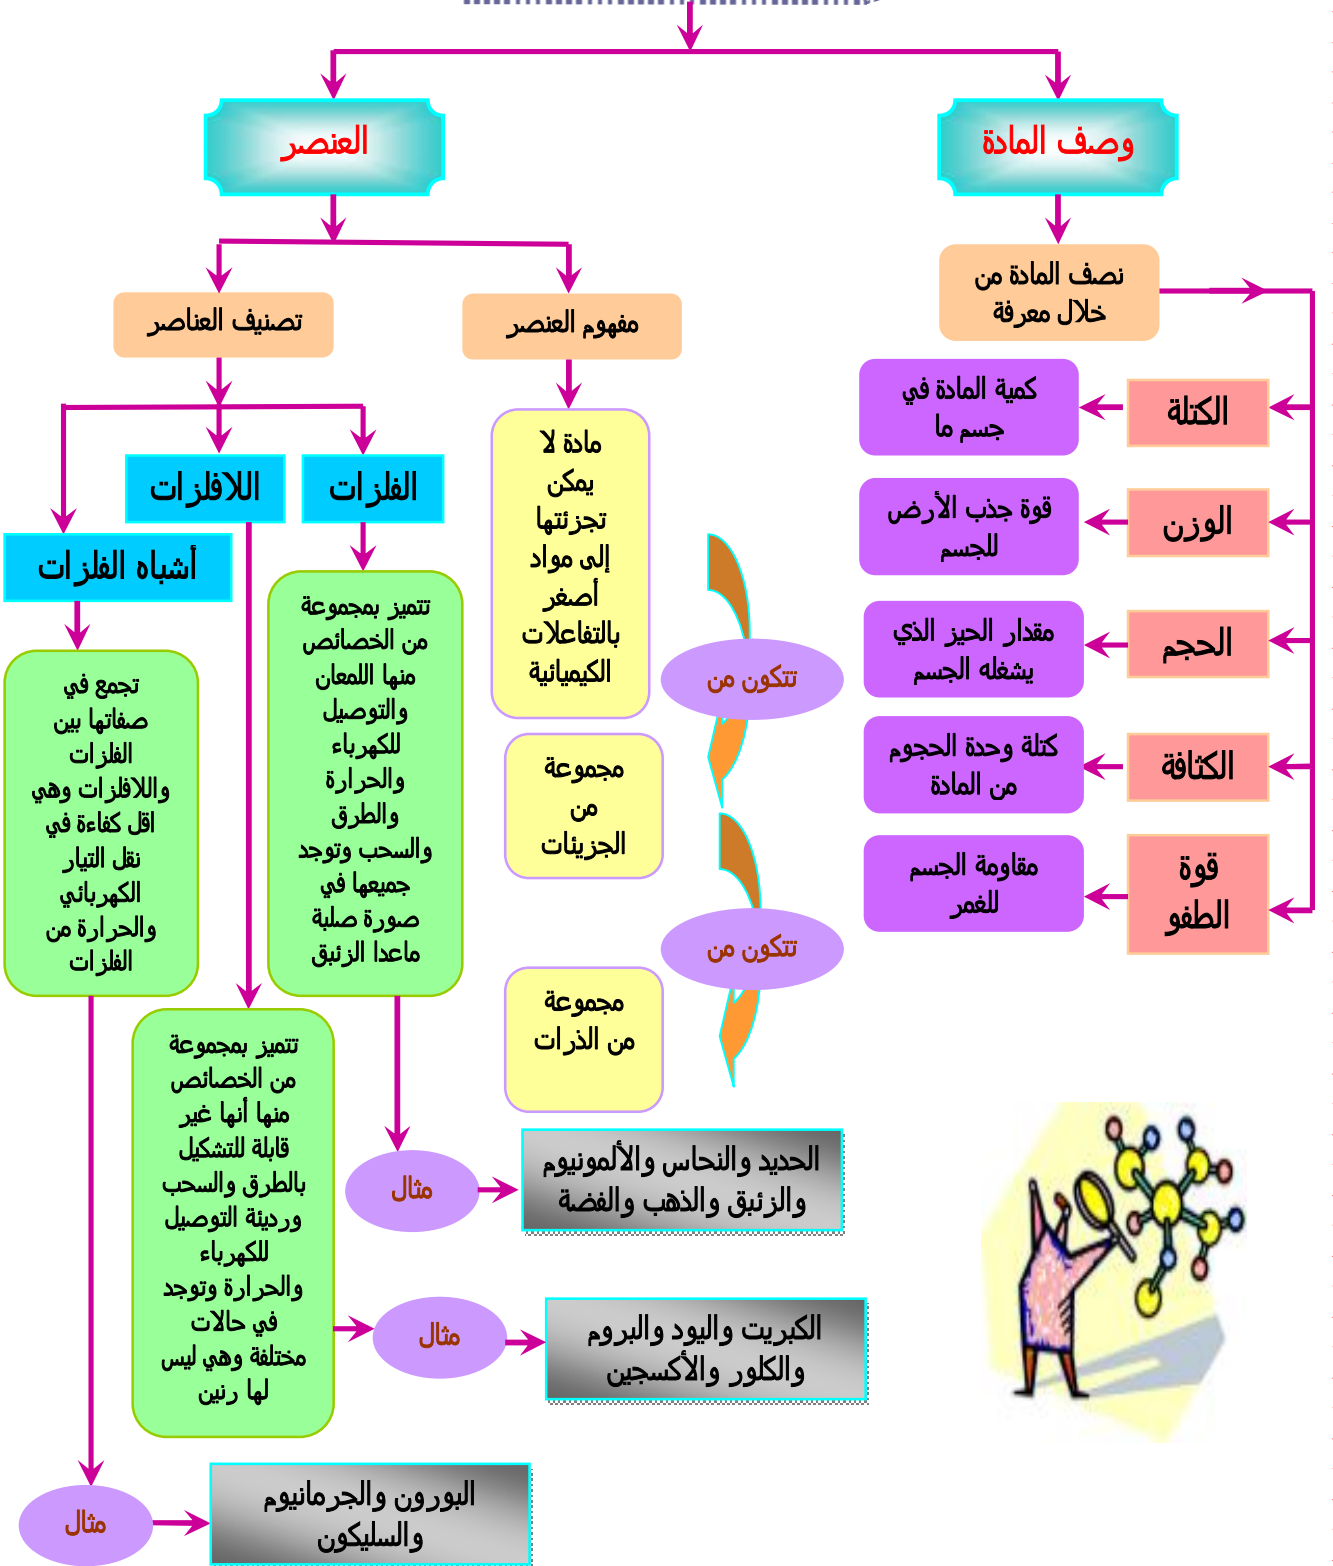 وصف المادة
نصف المادة من
خلال معرفة
الكتلة
كمية المادة في
جسم ما
الوزن
قوة جذب الأرض
للجسم
الحجم
مقدار الحيز الذي
يشغله الجسم
الكثافة
كتلة وحدة الحجوم
من المادة
قوة
الطفو
مقاومة الجسم
للغمر
العنصر
مفهوم العنصر
مادة لا
يمكن
تجزئتها
إلى مواد
أصغر
بالتفاعلات
الكيميائية
تتكون من
مجموعة
من
الجزيئات
تتكون من
مجموعة
من الذرات
تصنيف العناصر
الفلزات
تتميز بمجموعة
من الخصائص
منها اللمعان
والتوصيل
للكهرباء
والحرارة
والطرق
والسحب وتوجد
جميعها في
صورة صلبة
ماعدا الزئبق
مثال
الحديد والنحاس والألمونيوم
والزئبق والذهب والفضة
اللافلزات
تتميز بمجموعة
من الخصائص
منها أنها غير
قابلة للتشكيل
بالطرق والسحب
ورديئة التوصيل
للكهرباء
والحرارة وتوجد
في حالات
مختلفة وهي ليس
لها رنين
مثال
الكبريت واليود والبروم
والكلور والأكسجين
أشباه الفلزات
تجمع في
صفاتها بين
الفلزات
واللافلزات وهي
اقل كفاءة في
نقل التيار
الكهربائي
والحرارة من
الفلزات
مثال
البورون والجرمانيوم
والسليكون